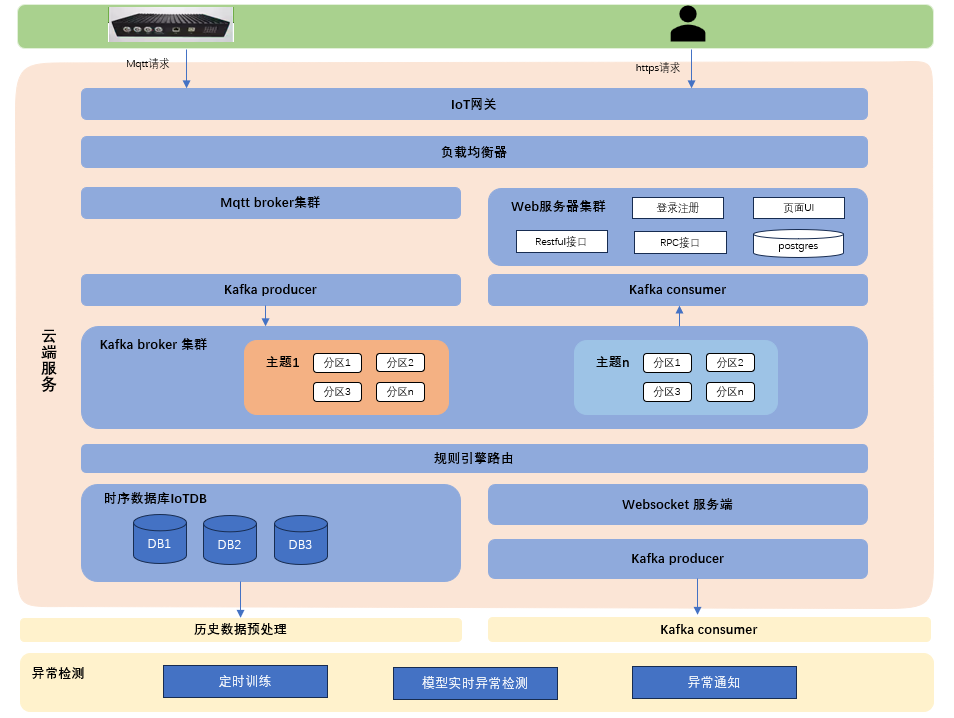 Mqtt请求
https请求
IoT网关
负载均衡器
Mqtt broker集群
Web服务器集群
登录注册
页面UI
Restful接口
RPC接口
postgres
Kafka producer
Kafka consumer
云端服务
Kafka broker 集群
主题1
分区1
分区2
分区3
分区n
主题n
分区1
分区2
分区3
分区n
规则引擎路由
时序数据库IoTDB
DB1
DB2
DB3
Websocket 服务端
Kafka producer
历史数据预处理
Kafka consumer
异常检测
定时训练
模型实时异常检测
异常通知